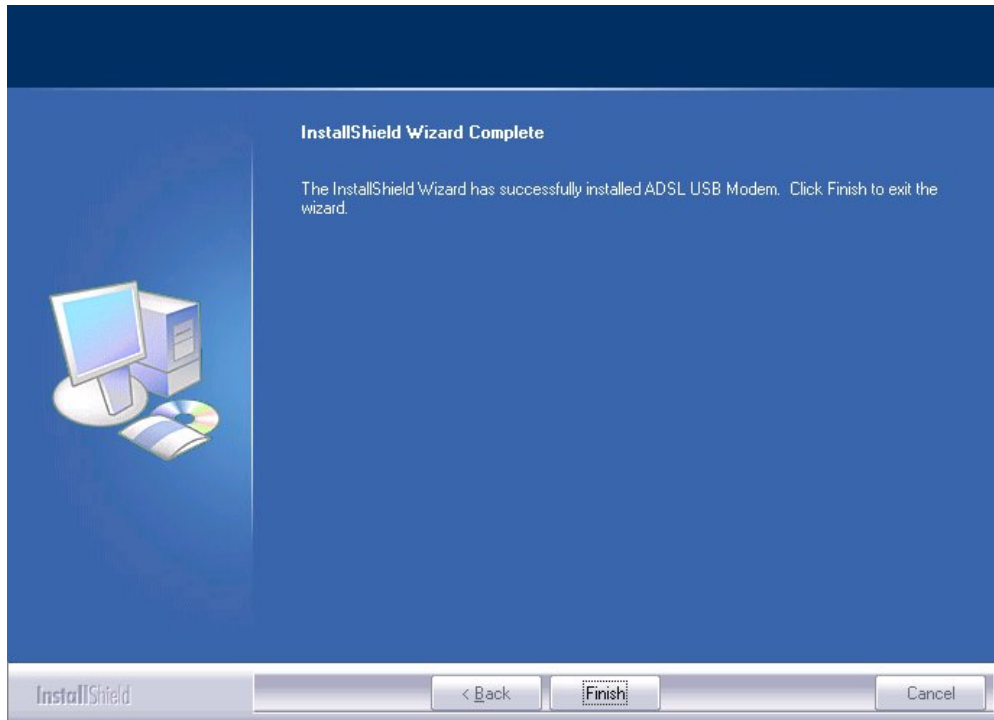 InstallShield Wizard Complete
The InstallShield Wizard has successfully installed ADSL USB Modem. Click Finish to exit the
wizard.
InstallShield
< Back
Finish
Cancel